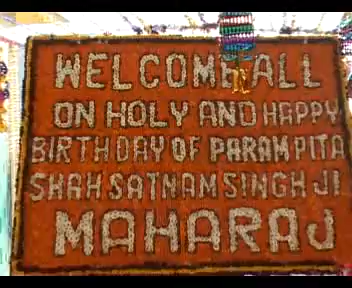 WELCOME ALL
ON HOLY AND HAPPY
BIRTHDAY OF PARAM PITA
SHAH SATNAM SINGH JI
MAHARAJ